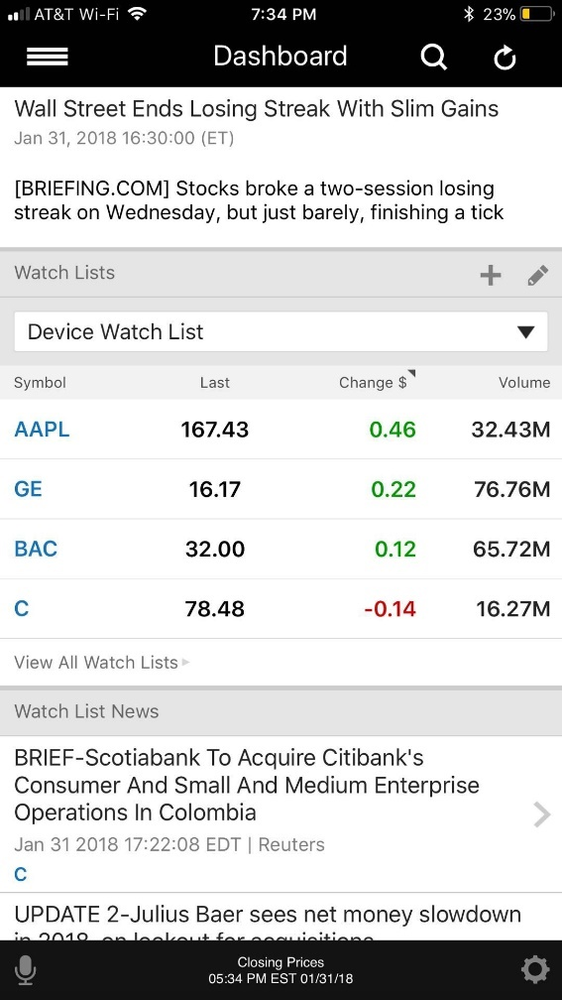 AT&T Wi-Fi 7:34 PM 23%
Dashboard
Wall Street Ends Losing Streak With Slim Gains
Jan 31, 2018 16:30:00 (ET)
[BRIEFING.COM] Stocks broke a two-session losing
streak on Wednesday, but just barely, finishing a tick
Watch Lists
Device Watch List
Symbol Last Change $ Volume
AAPL 167.43 0.46 32.43M
GE 16.17 0.22 76.76M
BAC 32.00 0.12 65.72M
C 78.48 -0.14 16.27M
View All Watch Lists
Watch List News
BRIEF-Scotiabank To Acquire Citibank's
Consumer And Small And Medium Enterprise
Operations In Colombia
Jan 31 2018 17:22:08 EDT | Reuters
C
UPDATE 2-Julius Baer sees net money slowdown
in 2018, on lookout for acquisitions
Closing Prices
05:34 PM EST 01/31/18